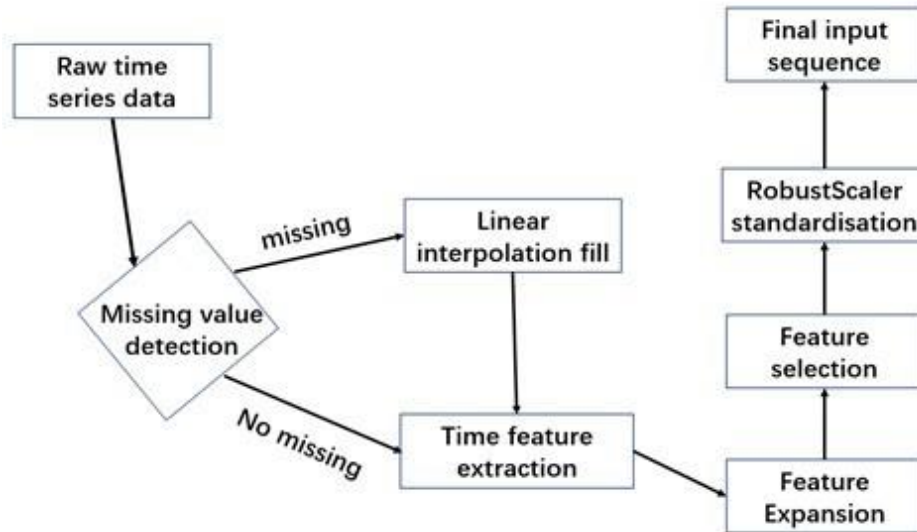 Raw time
series data
Missing value
detection
missing
No missing
Linear
interpolation fill
Time feature
extraction
Feature
Expansion
Feature
selection
RobustScaler
standardisation
Final input
sequence